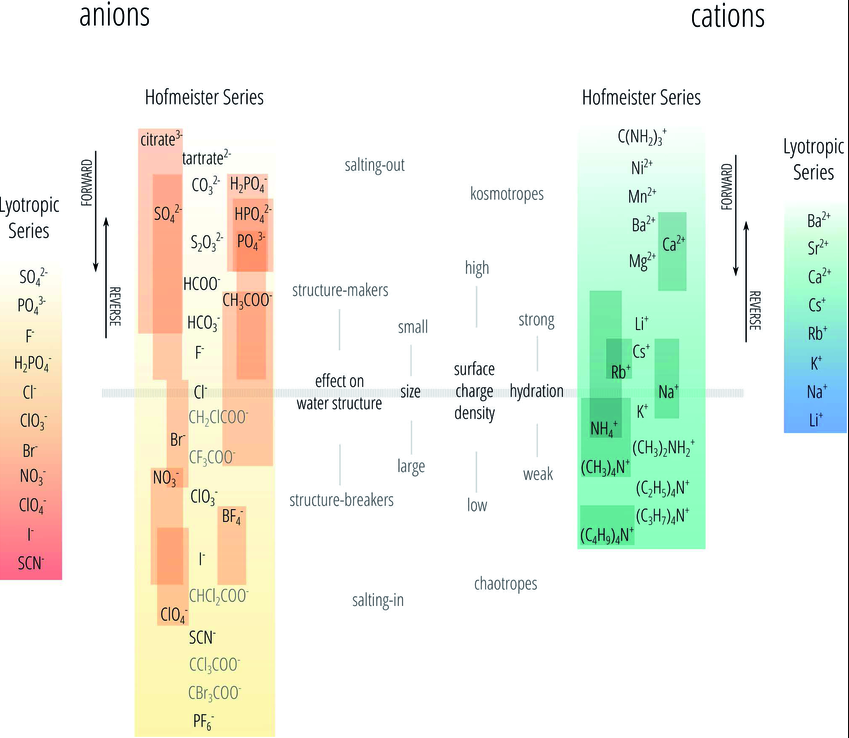 anions
cations
Hofmeister Series
Hofmeister Series
Lyotropic
Series
SO₄²⁻
PO₄³⁻
F⁻
H₂PO₄⁻
Cl⁻
ClO₃⁻
Br⁻
NO₃⁻
ClO₄⁻
I⁻
SCN⁻
FORWARD
REVERSE
citrate³⁻
tartrate²⁻
CO₃²⁻
H₂PO₄⁻
SO₄²⁻
HPO₄²⁻
S₂O₃²⁻
PO₄³⁻
HCOO⁻
CH₃COO⁻
HCO₃⁻
F⁻
Cl⁻
CH₂ClCOO⁻
Br⁻
CF₃COO⁻
NO₃⁻
ClO₃⁻
BF₄⁻
I⁻
CHCl₂COO⁻
ClO₄⁻
SCN⁻
CCl₃COO⁻
CBr₃COO⁻
PF₆⁻
salting-out
kosmotropes
high
structure-makers
small
strong
effect on
water structure
size
surface
charge
density
hydration
large
weak
structure-breakers
low
chaotropes
salting-in
C(NH₂)₃⁺
Ni²⁺
Mn²⁺
Ba²⁺
Ca²⁺
Mg²⁺
Li⁺
Cs⁺
Rb⁺
Na⁺
K⁺
NH₄⁺
(CH₃)₂NH₂⁺
(CH₃)₄N⁺
(C₂H₅)₄N⁺
(C₃H₇)₄N⁺
(C₄H₉)₄N⁺
FORWARD
REVERSE
Lyotropic
Series
Ba²⁺
Sr²⁺
Ca²⁺
Cs⁺
Rb⁺
K⁺
Na⁺
Li⁺